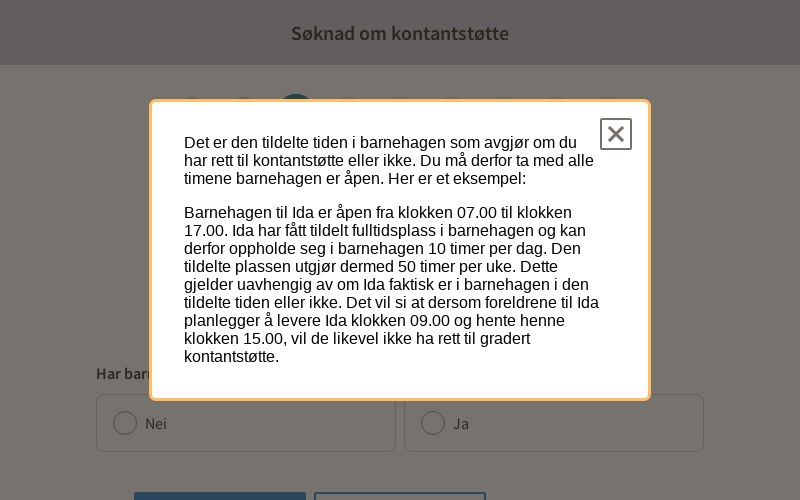 Søknad om kontantstøtte
Det er den tildelte tiden i barnehagen som avgjør om du
har rett til kontantstøtte eller ikke. Du må derfor ta med alle
timene barnehagen er åpen. Her er et eksempel:
Barnehagen til Ida er åpen fra klokken 07.00 til klokken
17.00. Ida har fått tildelt fulltidsplass i barnehagen og kan
derfor oppholde seg i barnehagen 10 timer per dag. Den
tildelte plassen utgjør dermed 50 timer per uke. Dette
gjelder uavhengig av om Ida faktisk er i barnehagen i den
tildelte tiden eller ikke. Det vil si at dersom foreldrene til Ida
planlegger å levere Ida klokken 09.00 og hente henne
klokken 15.00, vil de likevel ikke ha rett til gradert
kontantstøtte.
Har
Nei
Ja